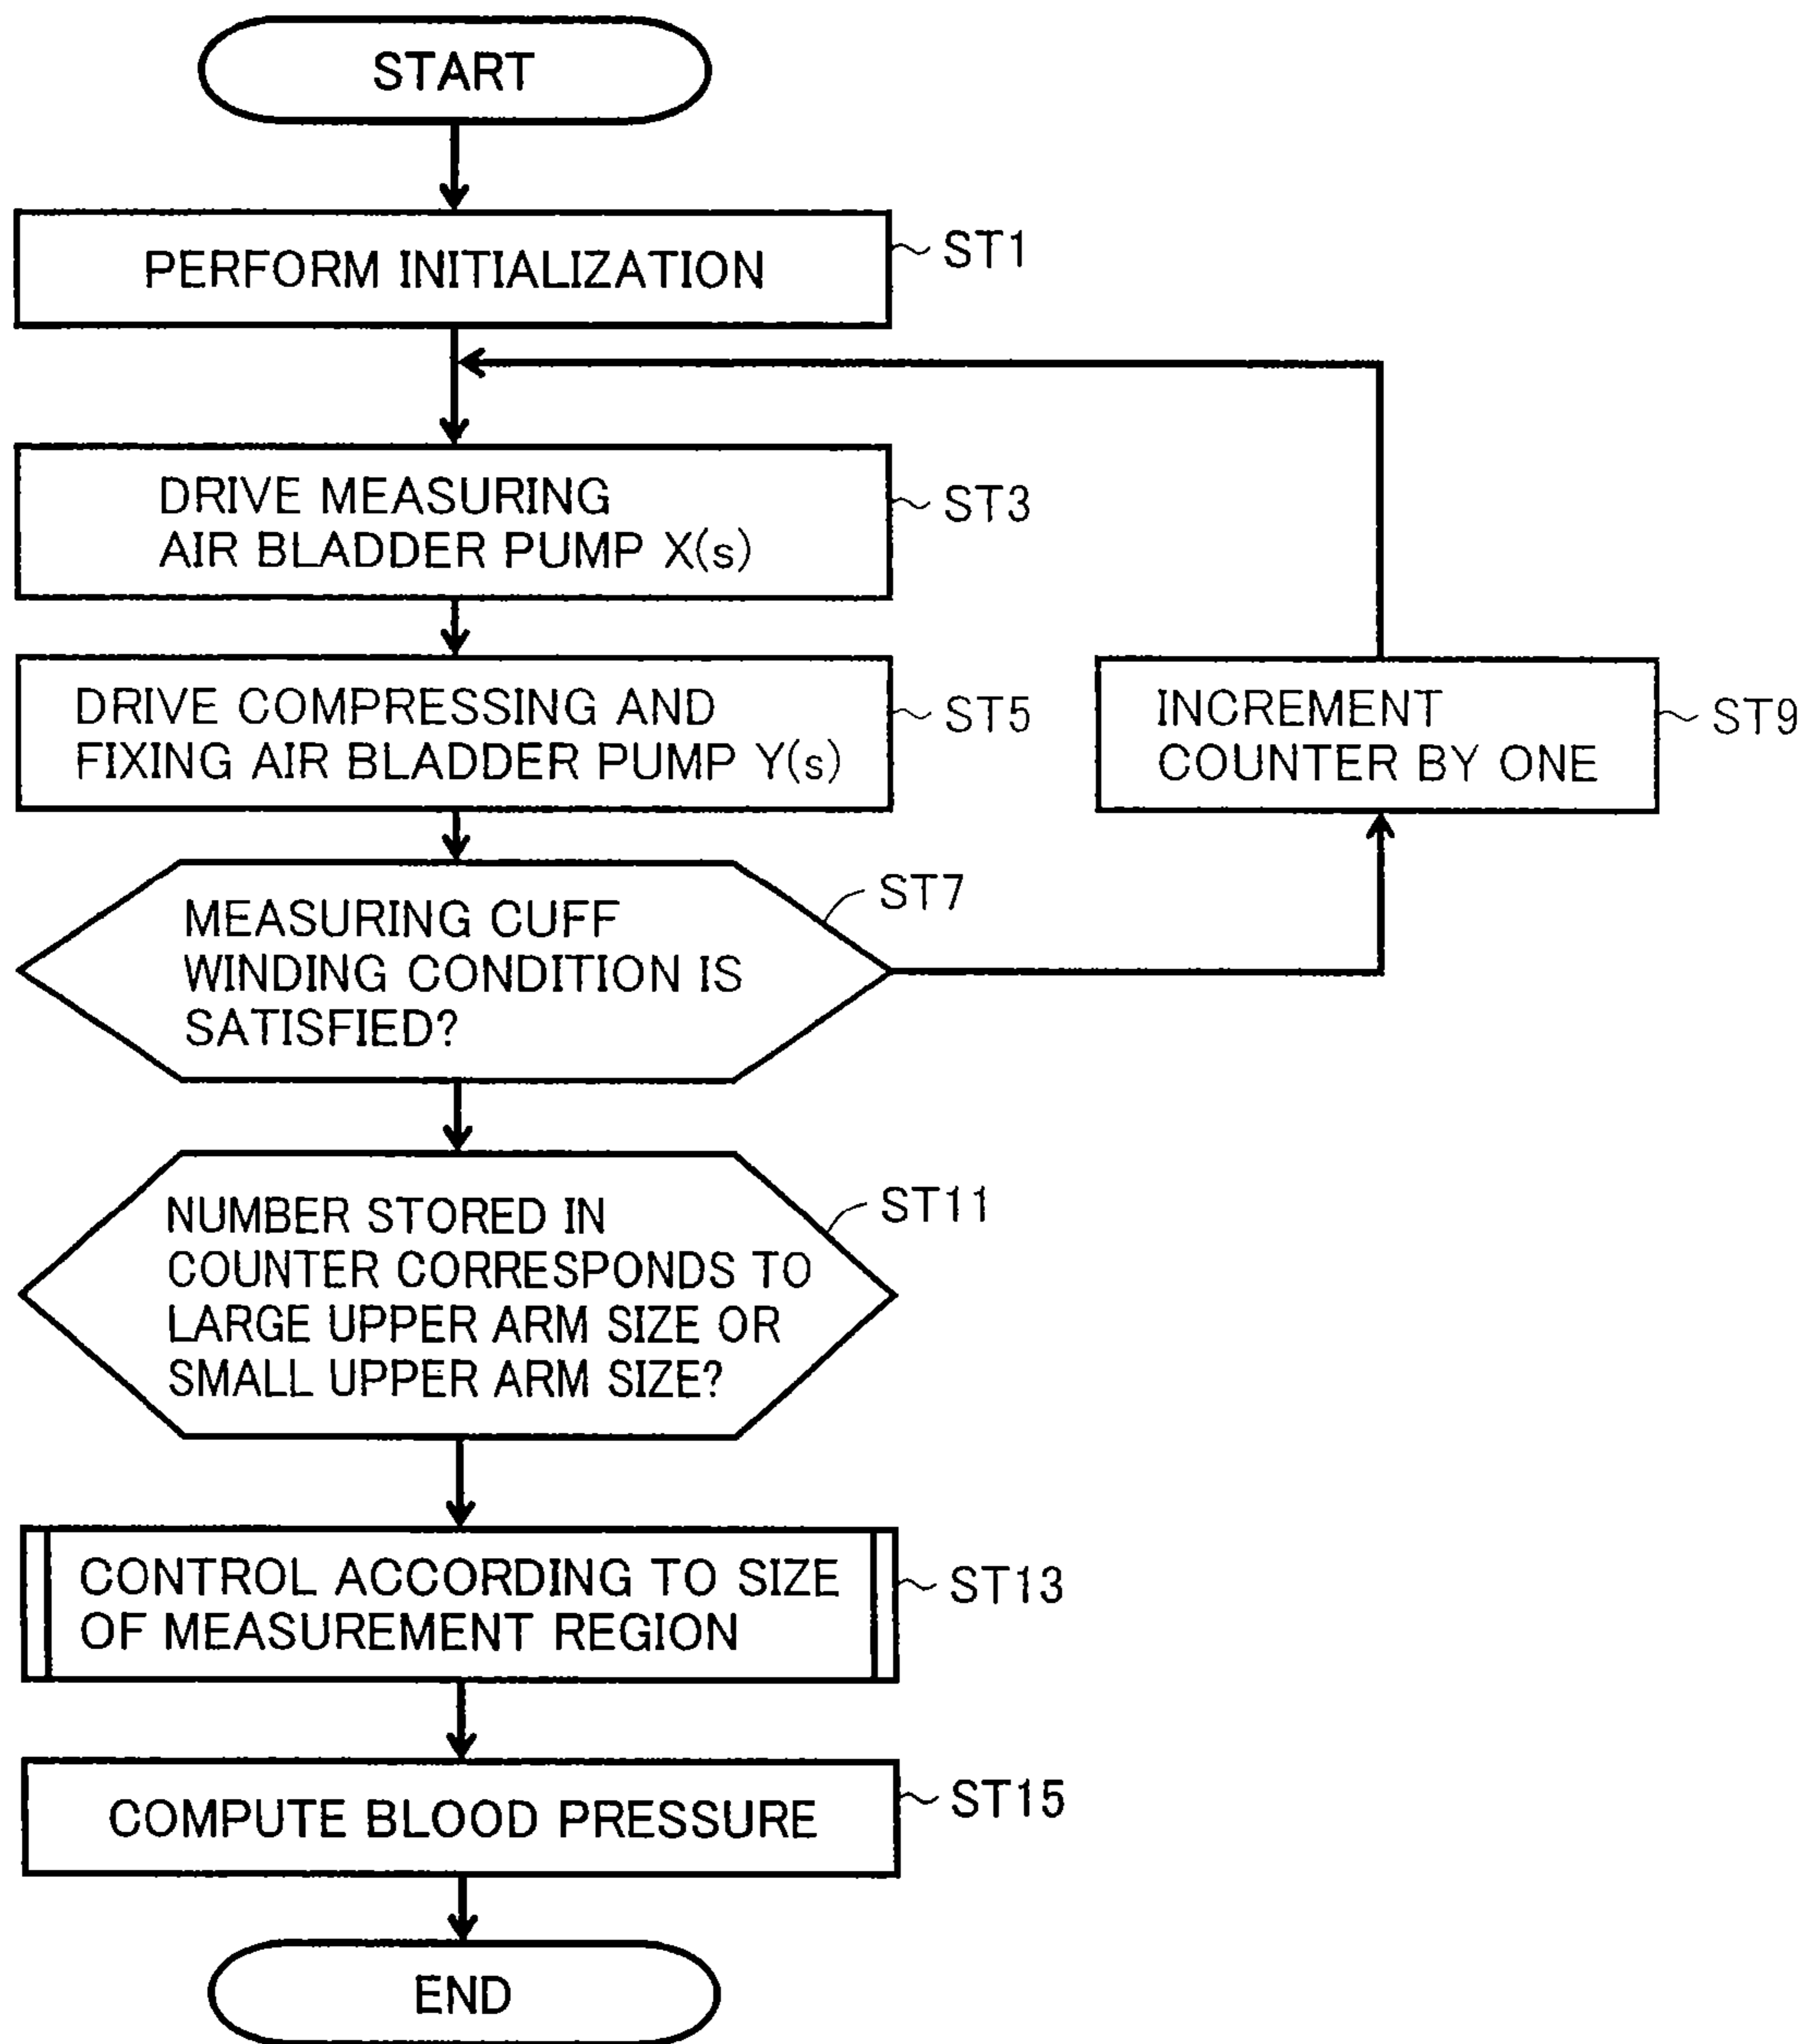 START
PERFORM INITIALIZATION
ST1
DRIVE MEASURING
AIR BLADDER PUMP X(s)
ST3
DRIVE COMPRESSING AND
FIXING AIR BLADDER PUMP Y(s)
ST5
INCREMENT
COUNTER BY ONE
ST9
MEASURING CUFF
WINDING CONDITION IS
SATISFIED?
ST7
NUMBER STORED IN
COUNTER CORRESPONDS TO
LARGE UPPER ARM SIZE OR
SMALL UPPER ARM SIZE?
ST11
CONTROL ACCORDING TO SIZE
OF MEASUREMENT REGION
ST13
COMPUTE BLOOD PRESSURE
ST15
END